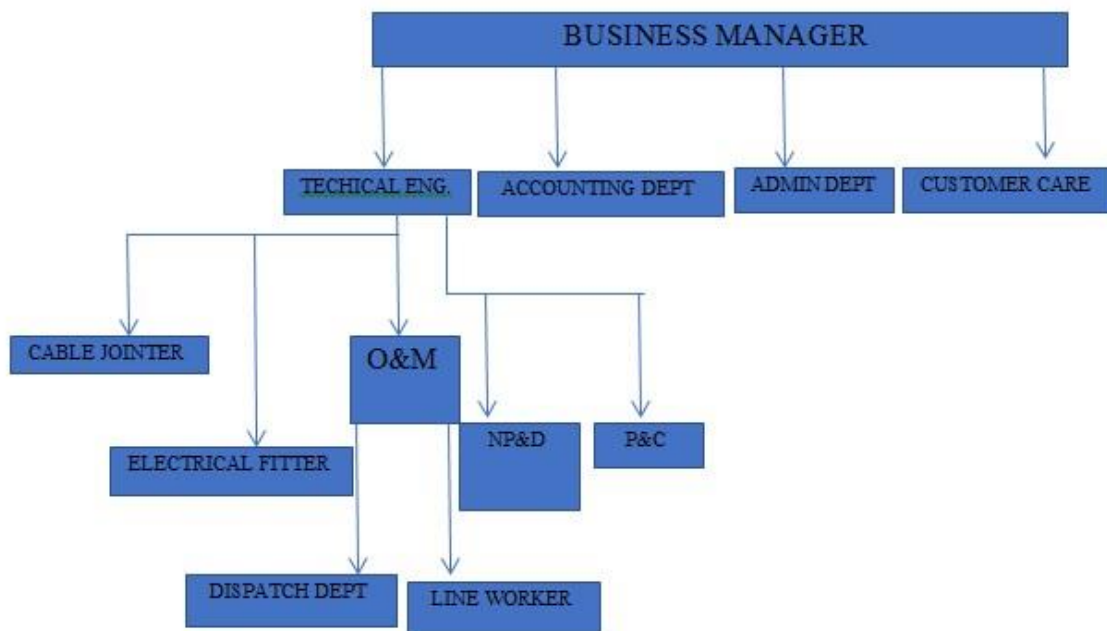 BUSINESS MANAGER
TECHICAL ENG.
ACCOUNTING DEPT
ADMIN DEPT
CUSTOMER CARE
CABLE JOINTER
O&M
ELECTRICAL FITTER
NP&D
P&C
DISPATCH DEPT
LINE WORKER